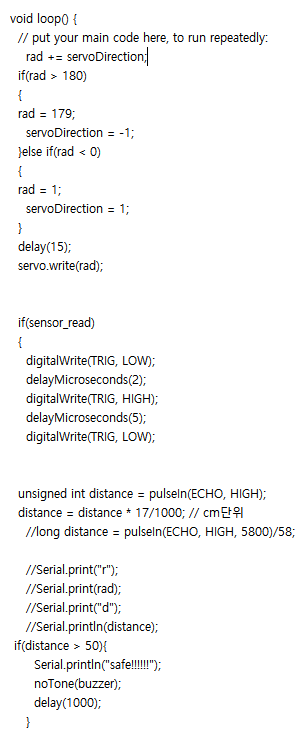 void loop() {
// put your main code here, to run repeatedly:
rad += servoDirection;
if(rad > 180)
{
rad = 179;
servoDirection = -1;
}else if(rad < 0)
{
rad = 1;
servoDirection = 1;
}
delay(15);
servo.write(rad);
if(sensor_read)
{
digitalWrite(TRIG, LOW);
delayMicroseconds(2);
digitalWrite(TRIG, HIGH);
delayMicroseconds(5);
digitalWrite(TRIG, LOW);
unsigned int distance = pulseIn(ECHO, HIGH);
distance = distance * 17/1000; // cm단위
//long distance = pulseIn(ECHO, HIGH, 5800)/58;
//Serial.print("r");
//Serial.print(rad);
//Serial.print("d");
//Serial.println(distance);
if(distance > 50){
Serial.println("safe!!!!!!");
noTone(buzzer);
delay(1000);
}